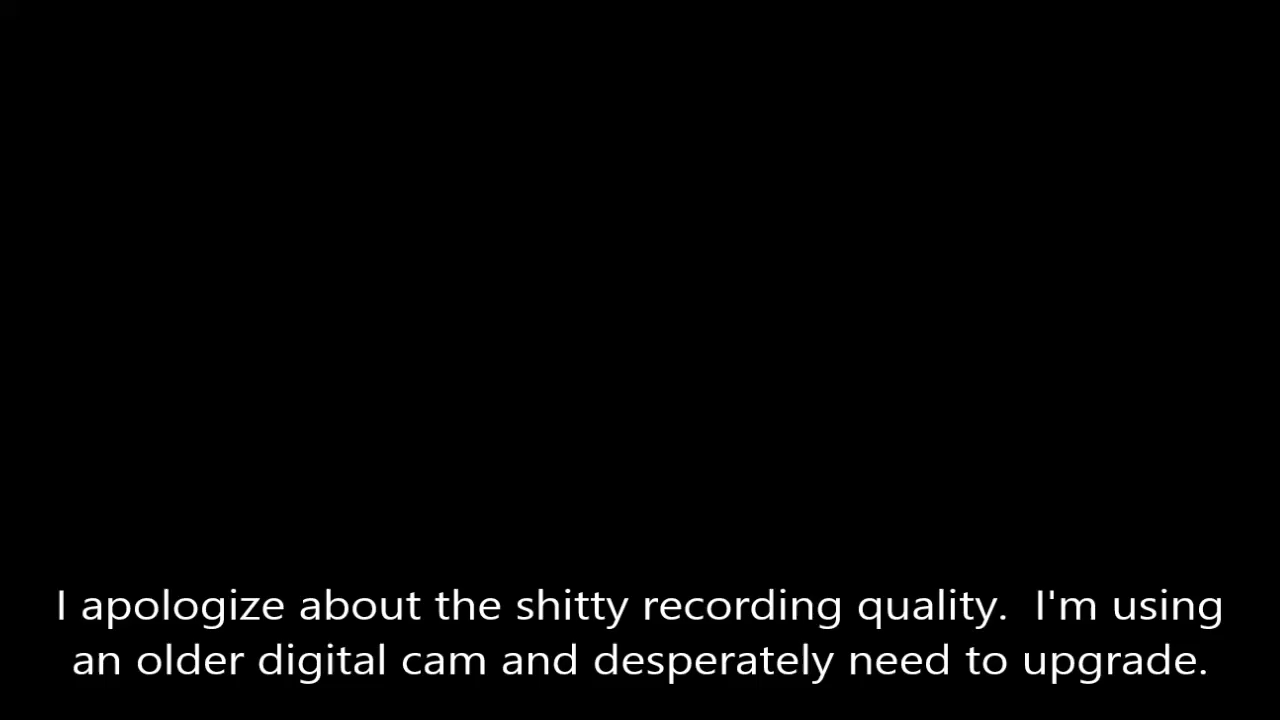 I apologize about the shitty recording quality.  I'm using
an older digital cam and desperately need to upgrade.